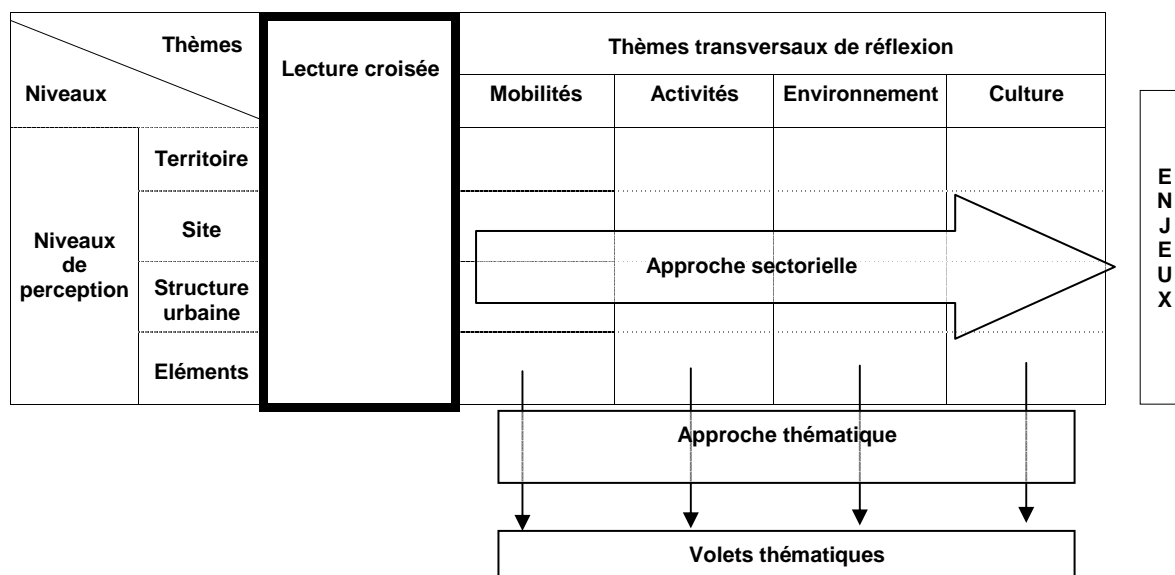 Thèmes
Niveaux
Lecture croisée
Thèmes transversaux de réflexion
Mobilités
Activités
Environnement
Culture
Niveaux
de
perception
Territoire
Site
Structure
urbaine
Eléments
Approche sectorielle
E
N
J
E
U
X
Approche thématique
Volets thématiques